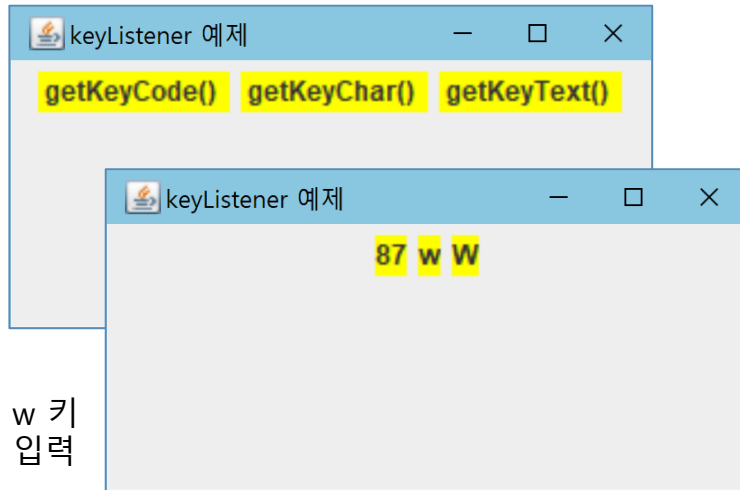 keyListener 예제
getKeyCode() getKeyChar() getKeyText()
keyListener 예제
87 w W
w 키
입력